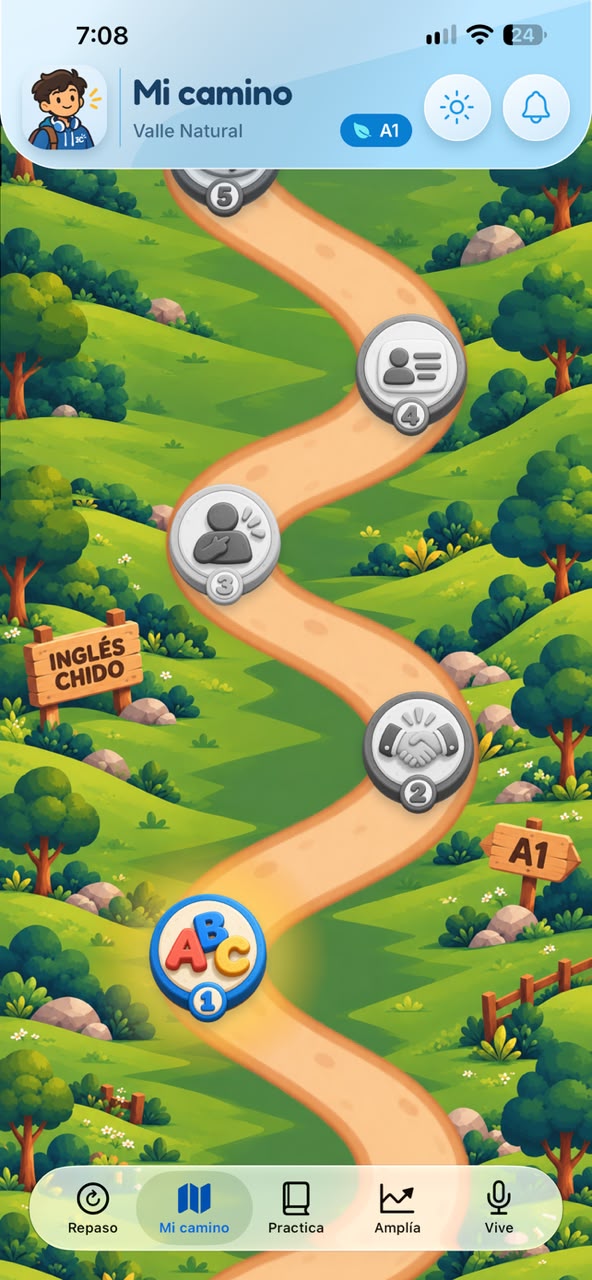 7:08
24
Mi camino
Valle Natural
A1
5
4
3
INGLÉS
CHIDO
2
A1
ABC
1
Repaso
Mi camino
Practica
Amplía
Vive